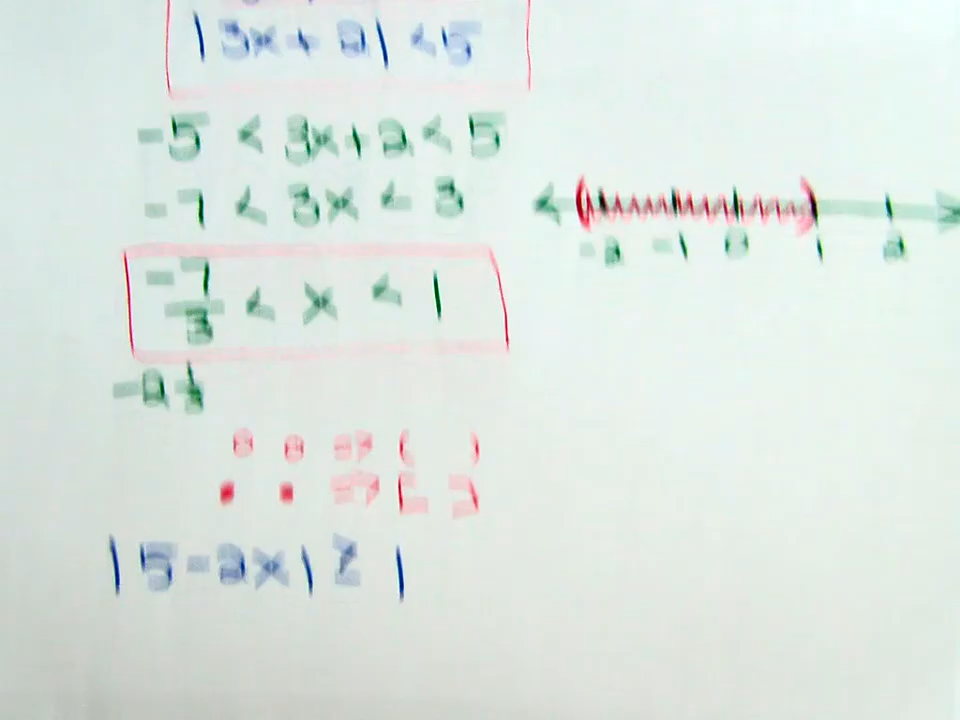 |3x+2| <5
-5 < 3x+2 < 5
-7 < 3x < 3
-2 -1 0 1 2
-7/3 < x < 1
-2 1/3
o o ⇒ ( )
• • ⇒ [ ]
|5-2x| ≥ 1